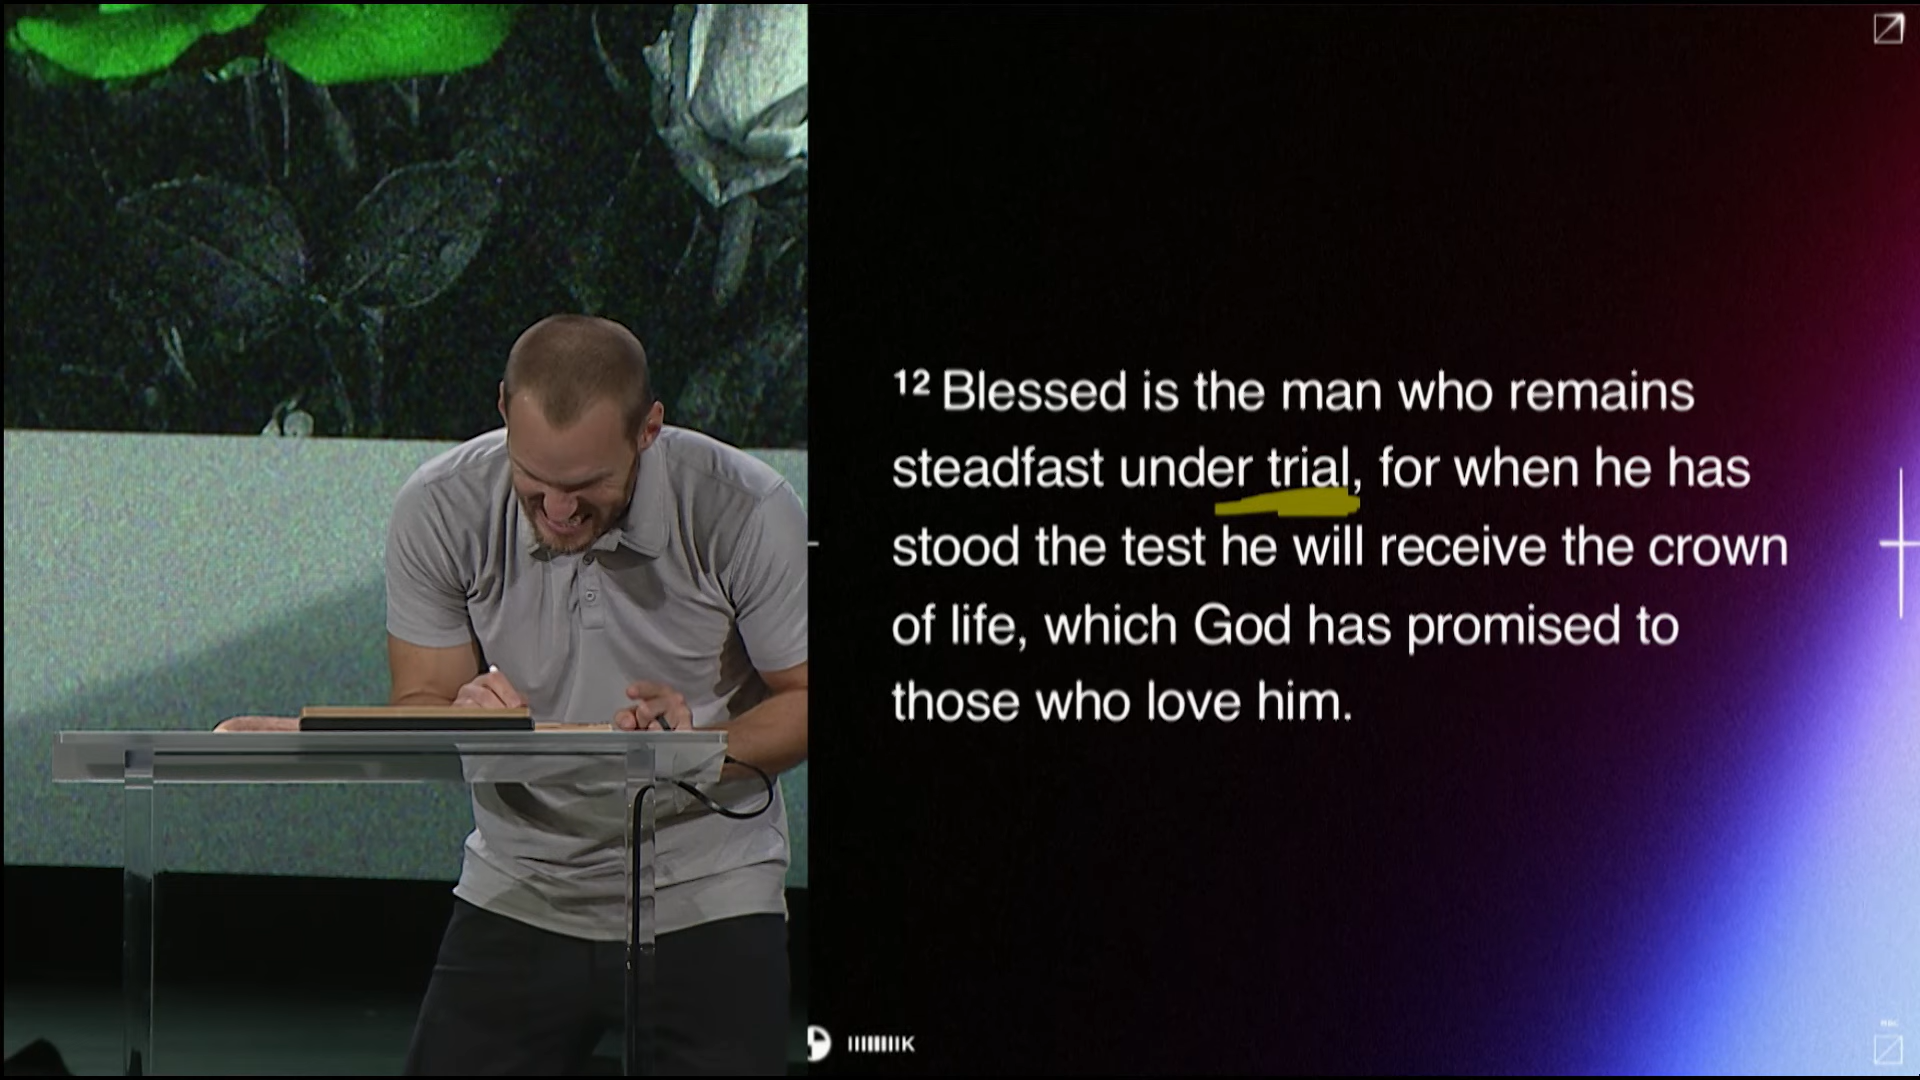 ¹² Blessed is the man who remains
steadfast under trial, for when he has
stood the test he will receive the crown
of life, which God has promised to
those who love him.
K